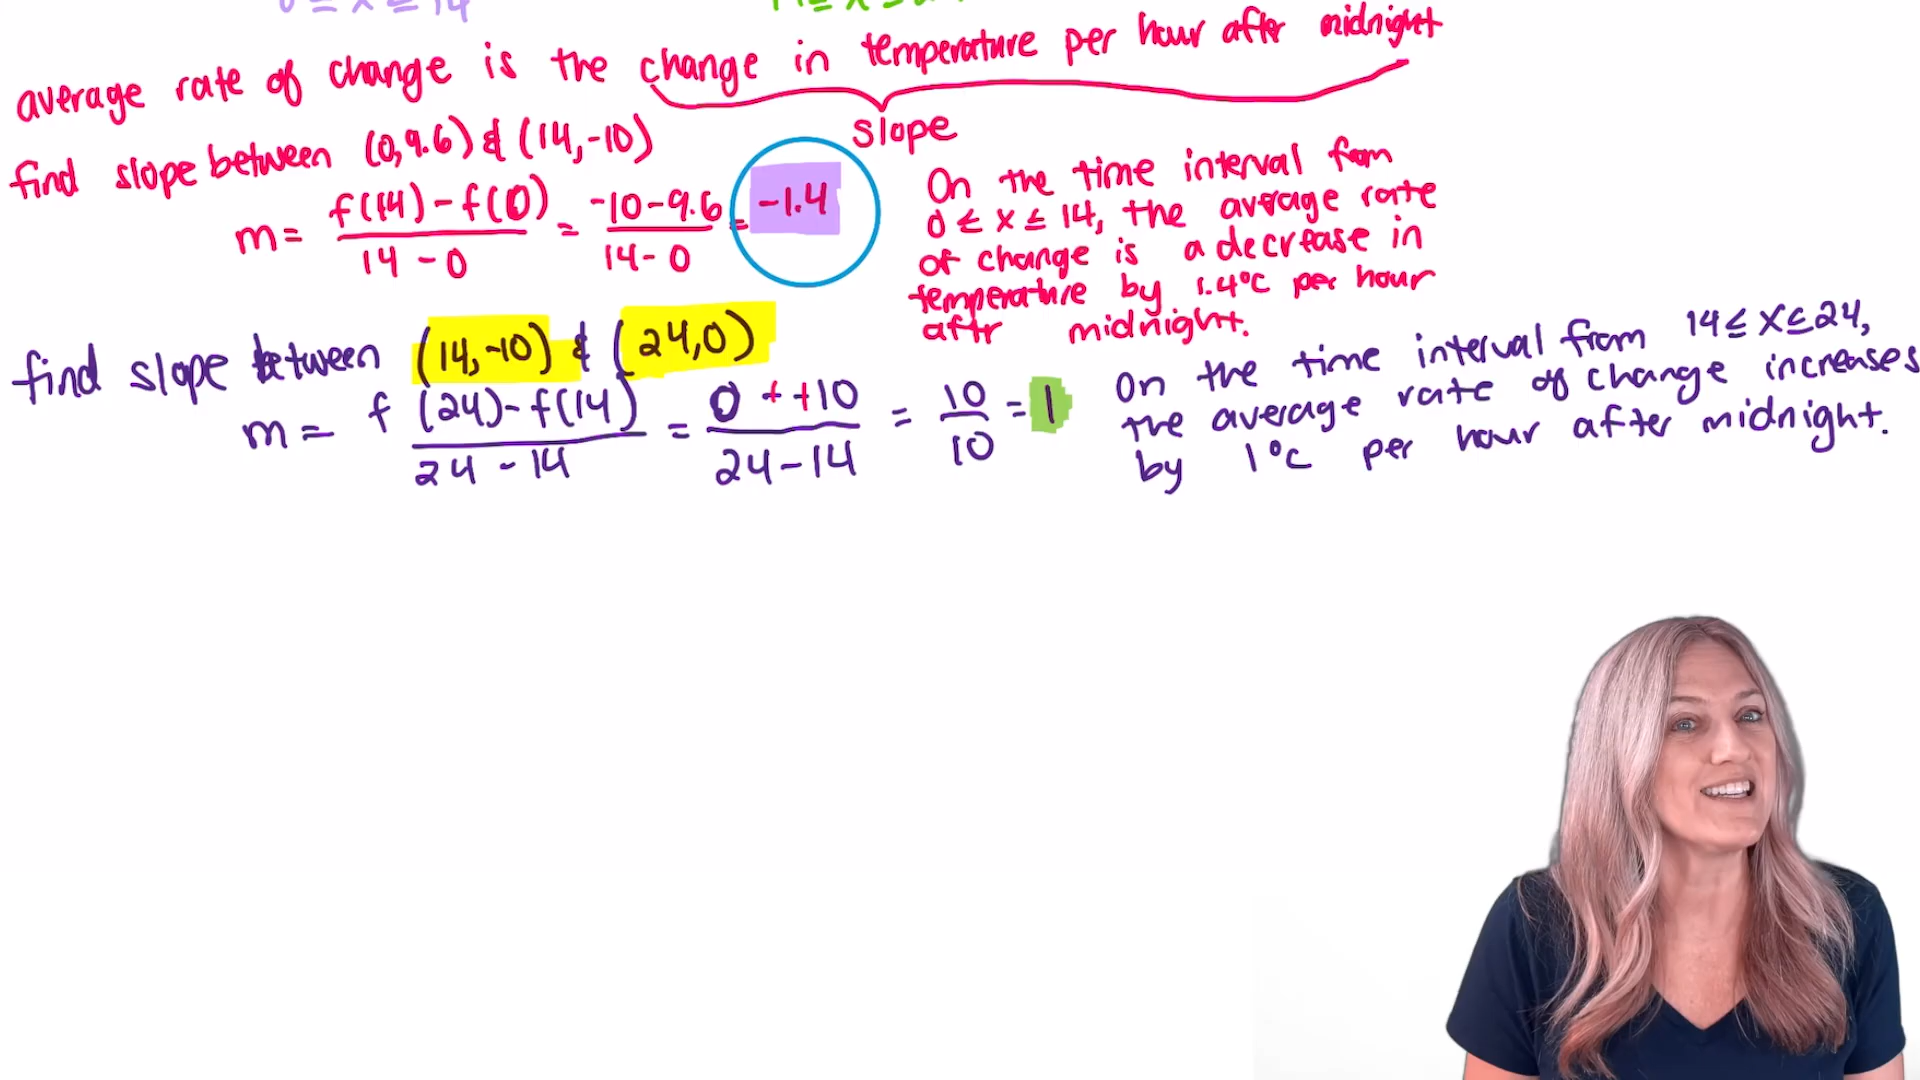 0 ≤ x ≤ 14
average rate of change is the change in temperature per hour after midnight
slope
find slope between (0,9.6) & (14,-10)
m = f(14) - f(0) / 14 - 0 = -10 - 9.6 / 14 - 0 = -1.4
On the time interval from
0 ≤ x ≤ 14, the average rate
of change is a decrease in
temperature by 1.4°C per hour
aftr midnight.
find slope between (14,-10) & (24,0)
m = f(24) - f(14) / 24 - 14 = 0 + +10 / 24 - 14 = 10 / 10 = 1
On the time interval from 14 ≤ x ≤ 24,
the average rate of change increases
by 1°C per hour after midnight.